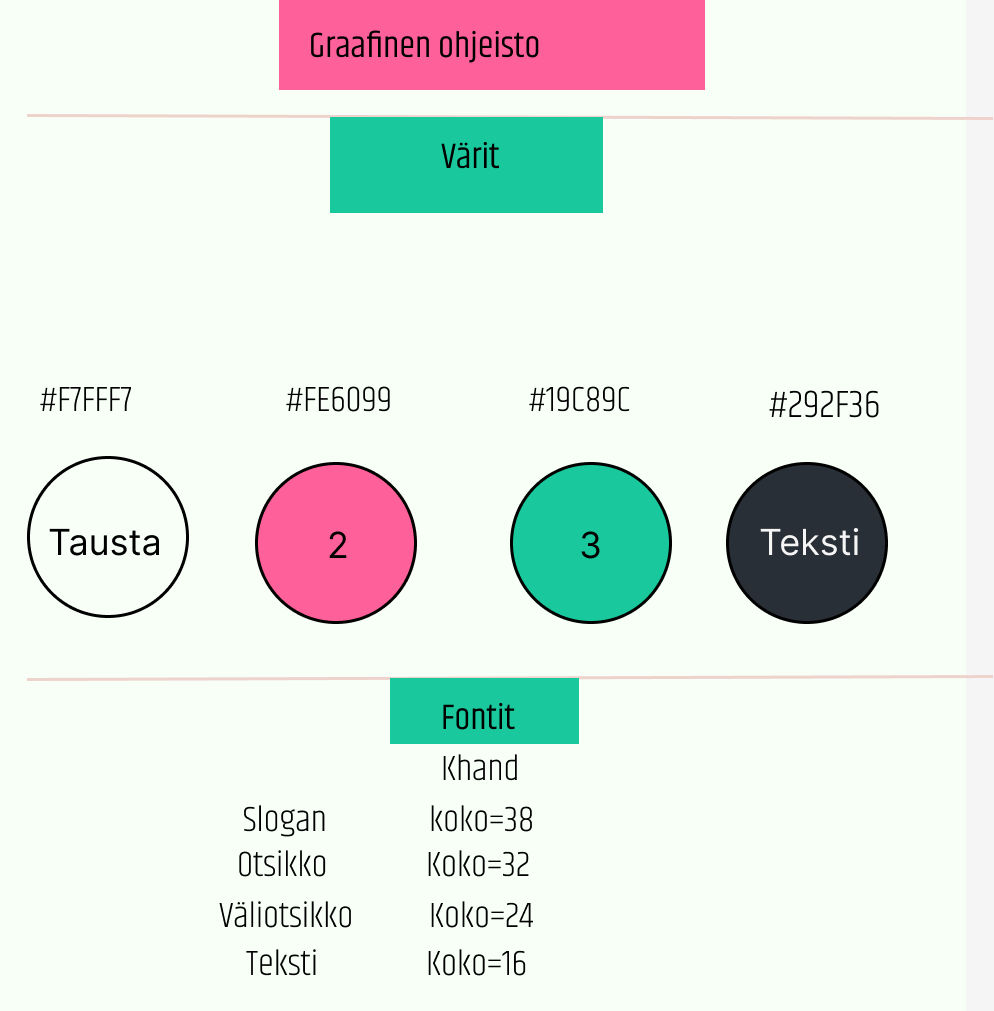 Graafinen ohjeisto
Värit
#F7FFF7 #FE6099 #19C89C #292F36
Tausta 2 3 Teksti
Fontit
Khand
Slogan koko=38
Otsikko Koko=32
Väliotsikko Koko=24
Teksti Koko=16